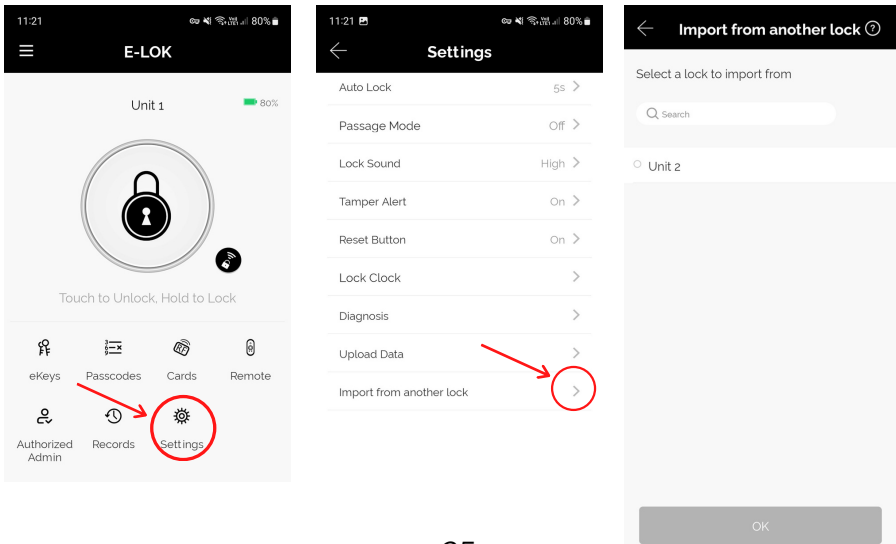 11:21
80%
E-LOK
Unit 1
80%
Touch to Unlock, Hold to Lock
eKeys
Passcodes
Cards
Remote
Authorized
Admin
Records
Settings
11:21
80%
Settings
Auto Lock 5s
Passage Mode Off
Lock Sound High
Tamper Alert On
Reset Button On
Lock Clock
Diagnosis
Upload Data
Import from another lock
Import from another lock ?
Select a lock to import from
Search
Unit 2
OK